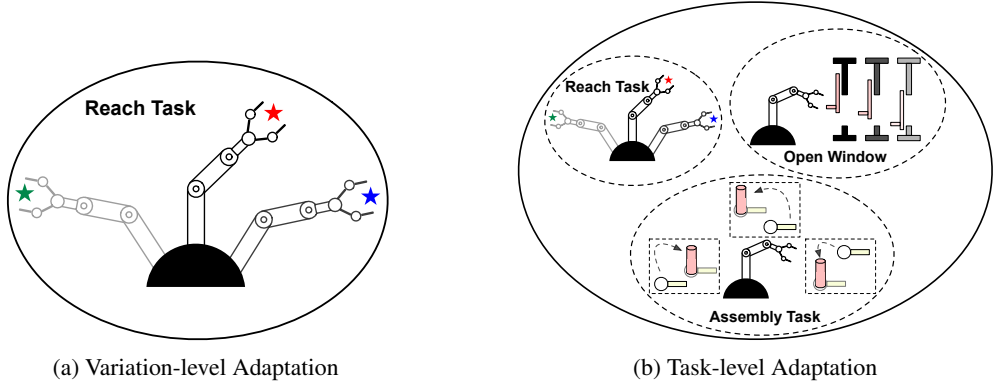 Reach Task
(a) Variation-level Adaptation
Reach Task
Open Window
Assembly Task
(b) Task-level Adaptation